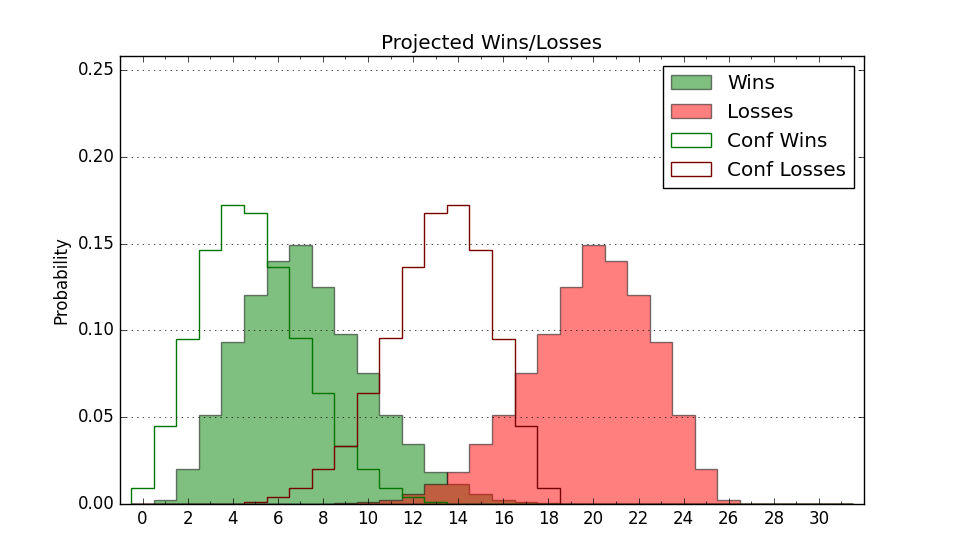 Projected Wins/Losses
0.25
0.20
0.15
0.10
0.05
0.00
Probability
Wins
Losses
Conf Wins
Conf Losses
0 2 4 6 8 10 12 14 16 18 20 22 24 26 28 30